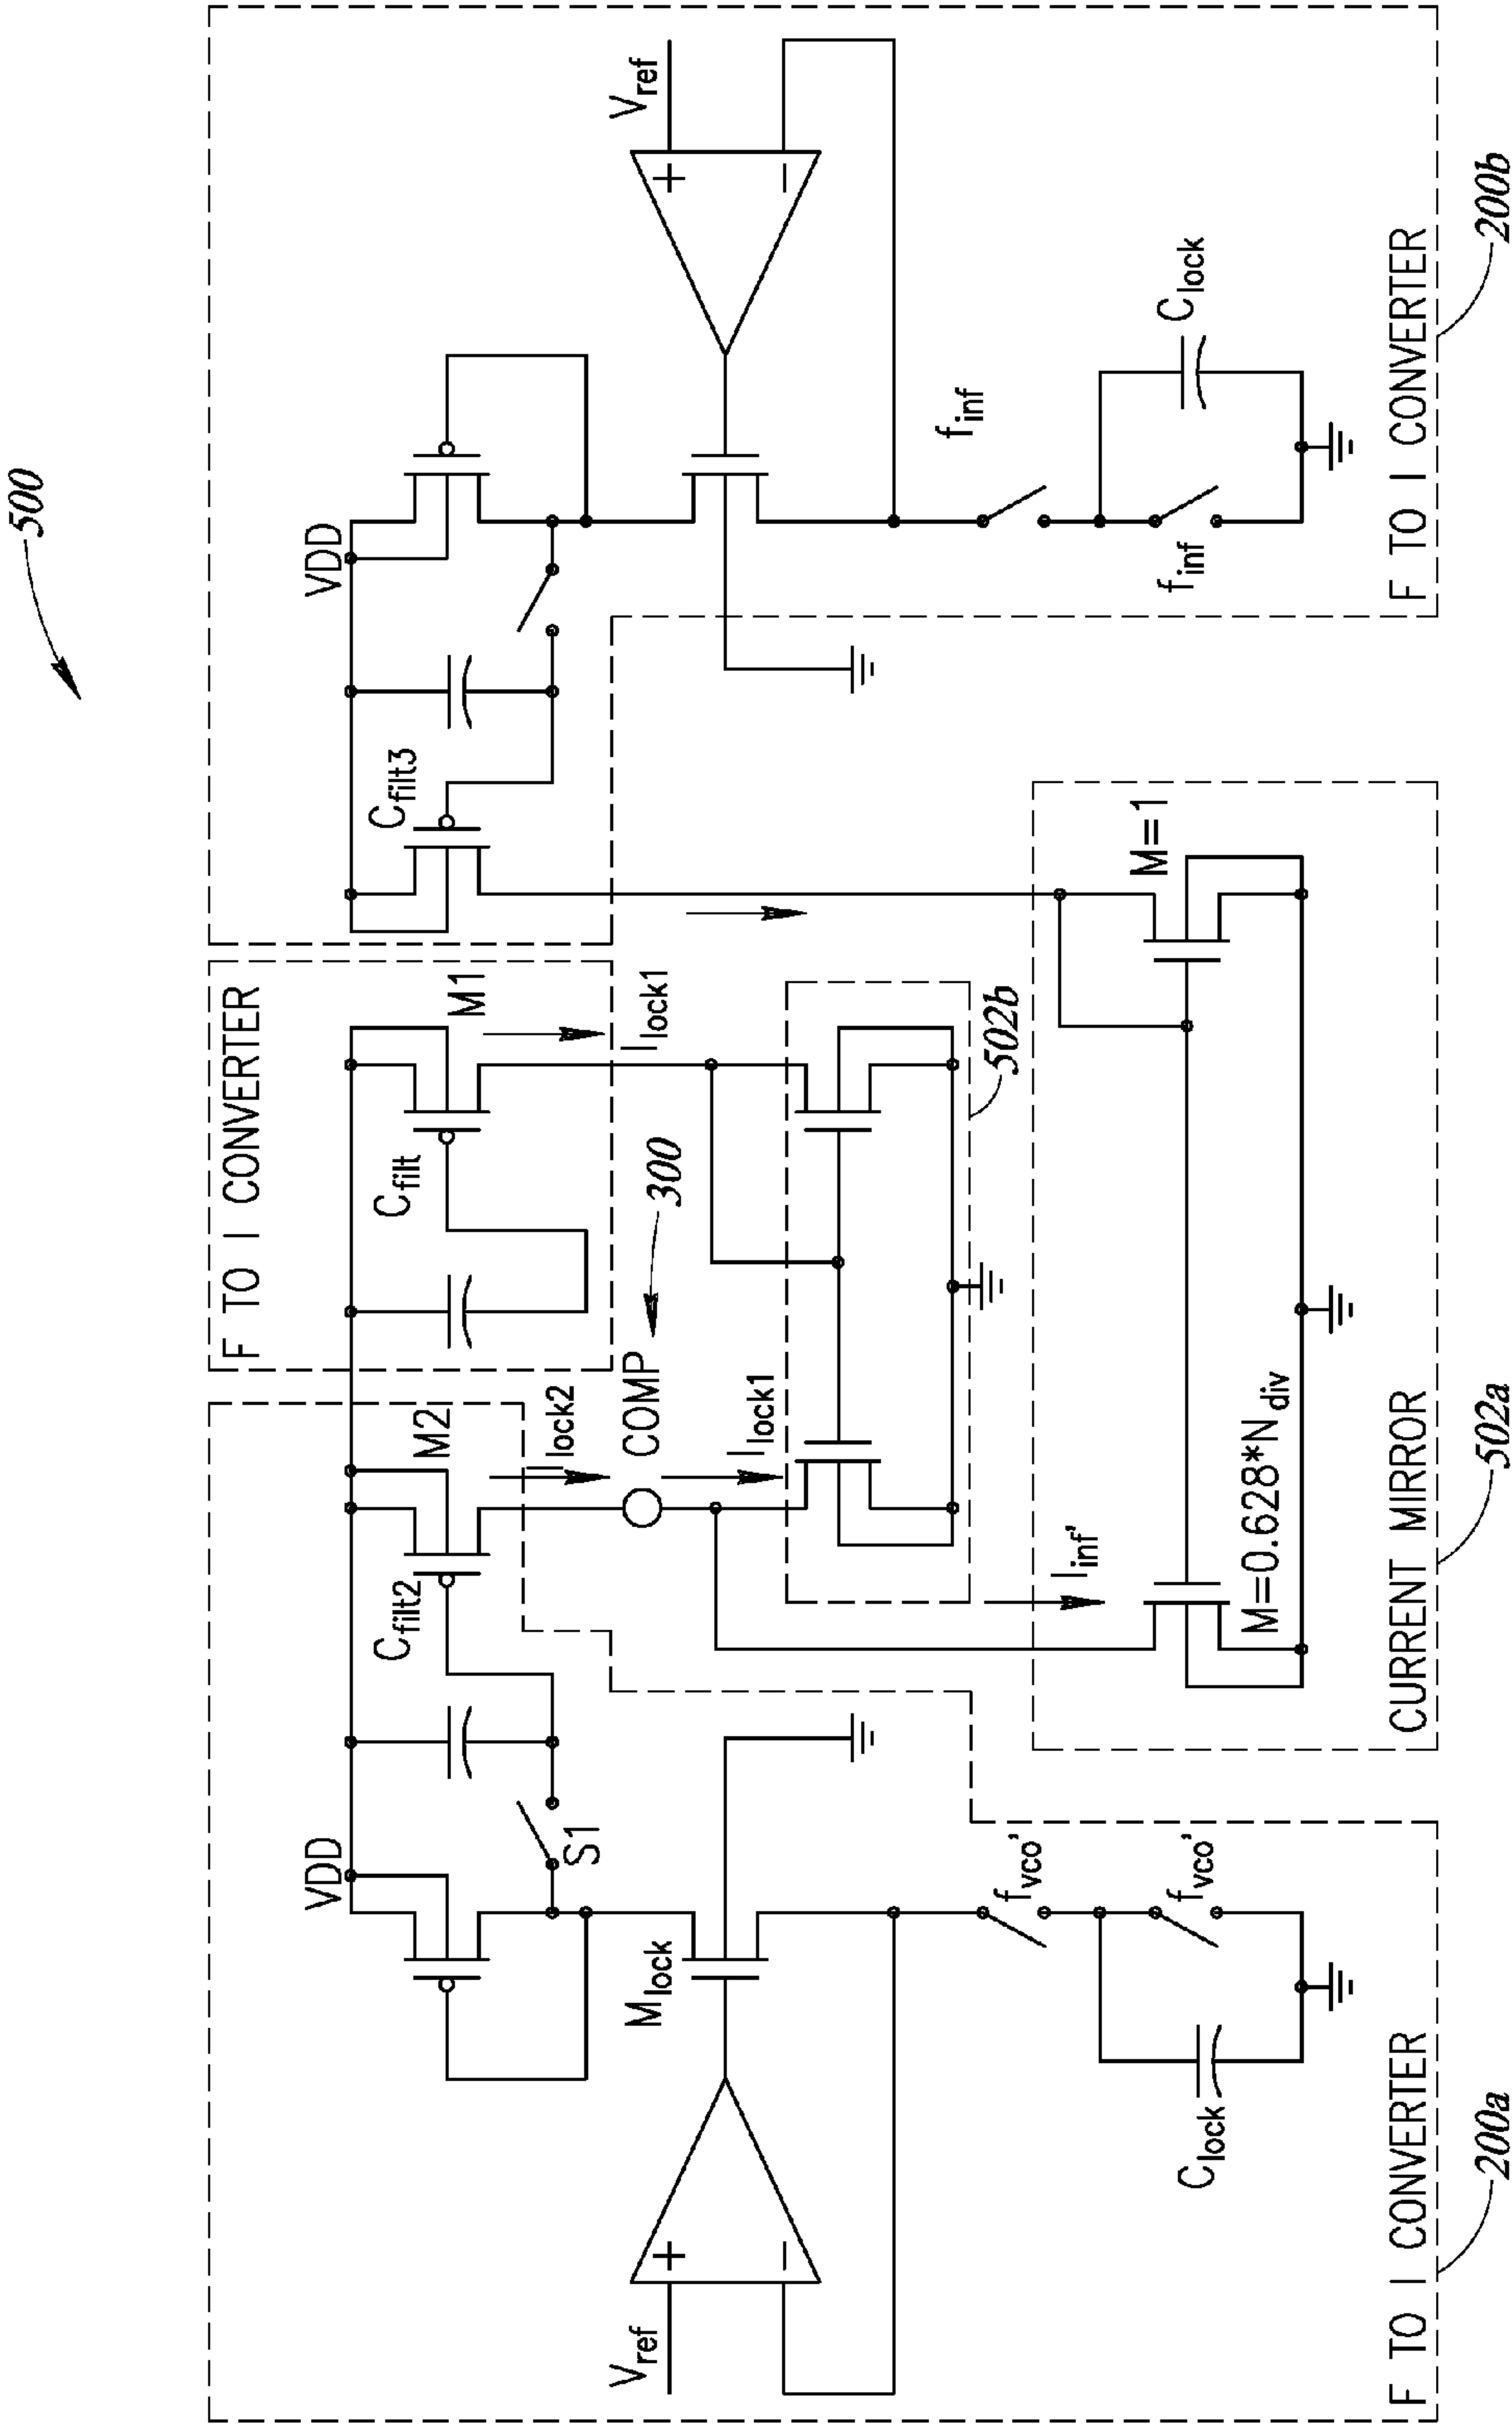 500
VDD
VDD
F TO I CONVERTER
M2
M1
C_filt2
C_filt
C_filt3
S1
I_lock2
I_lock1
V_ref
+
−
M_lock
COMP
300
V_ref
+
−
I_lock1
502b
f_vco'
f_vco'
I_inf'
f_inf
f_inf
C_lock
M=0.628*N_div
M=1
C_lock
F TO I CONVERTER
CURRENT MIRROR
F TO I CONVERTER
200a
502a
200b